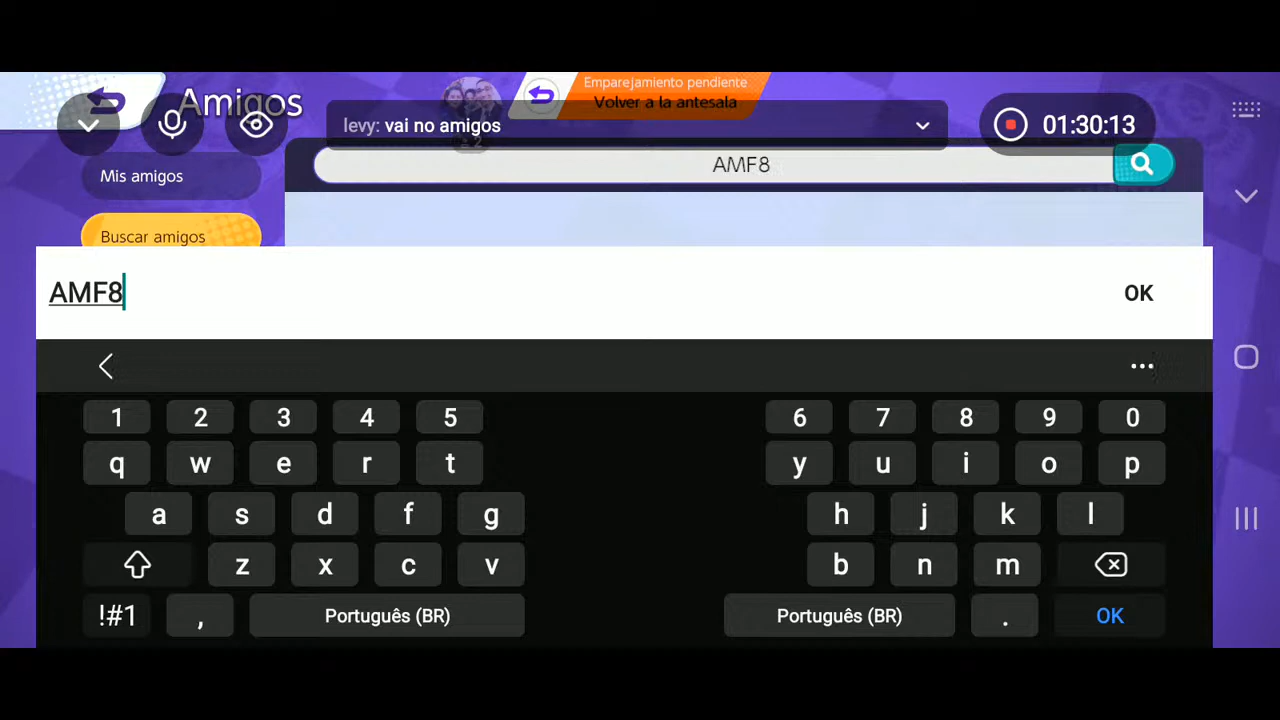 Emparejamiento pendiente
Volver a la antesala
Amigos
levy: vai no amigos
01:30:13
AMF8
Mis amigos
Buscar amigos
AMF8
OK
1 2 3 4 5 6 7 8 9 0
q w e r t y u i o p
a s d f g h j k l
z x c v b n m
!#1 , Português (BR) Português (BR) . OK